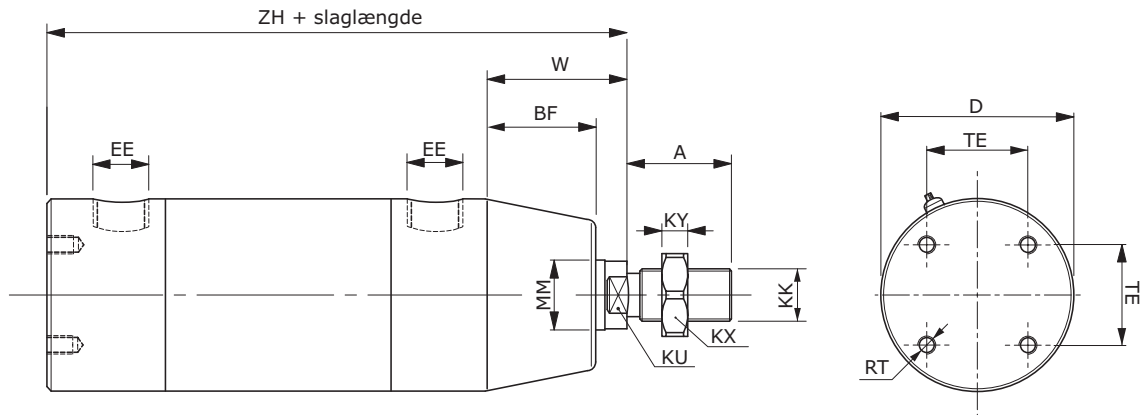 ZH + slaglængde
W
BF
EE
EE
A
KY
MM
KK
KX
KU
D
TE
TE
RT